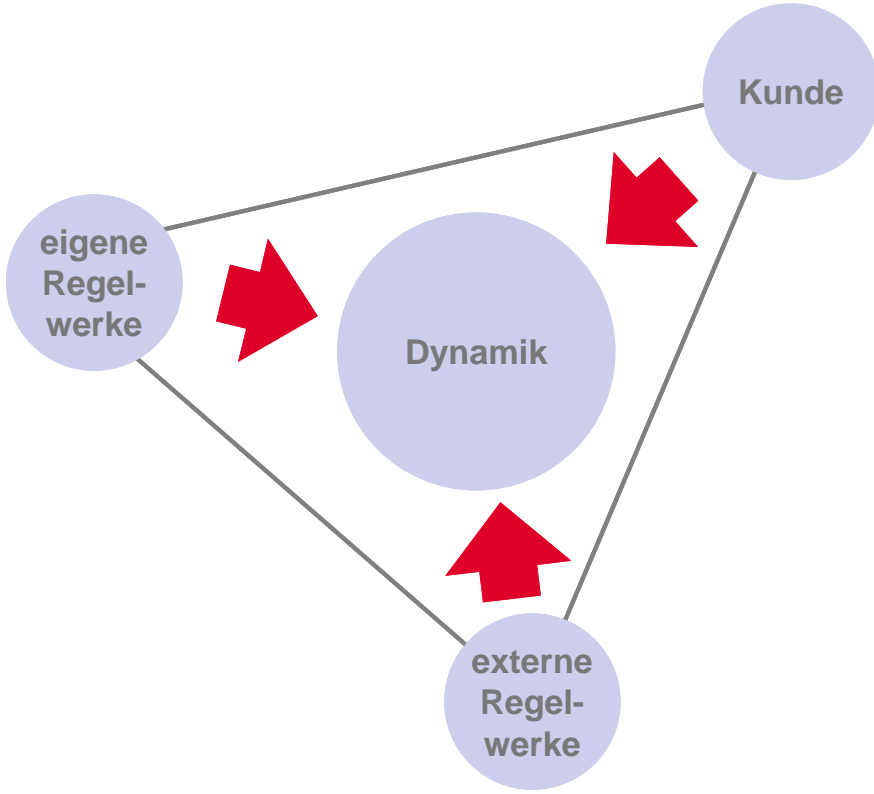 Kunde
eigene
Regel-
werke
Dynamik
externe
Regel-
werke